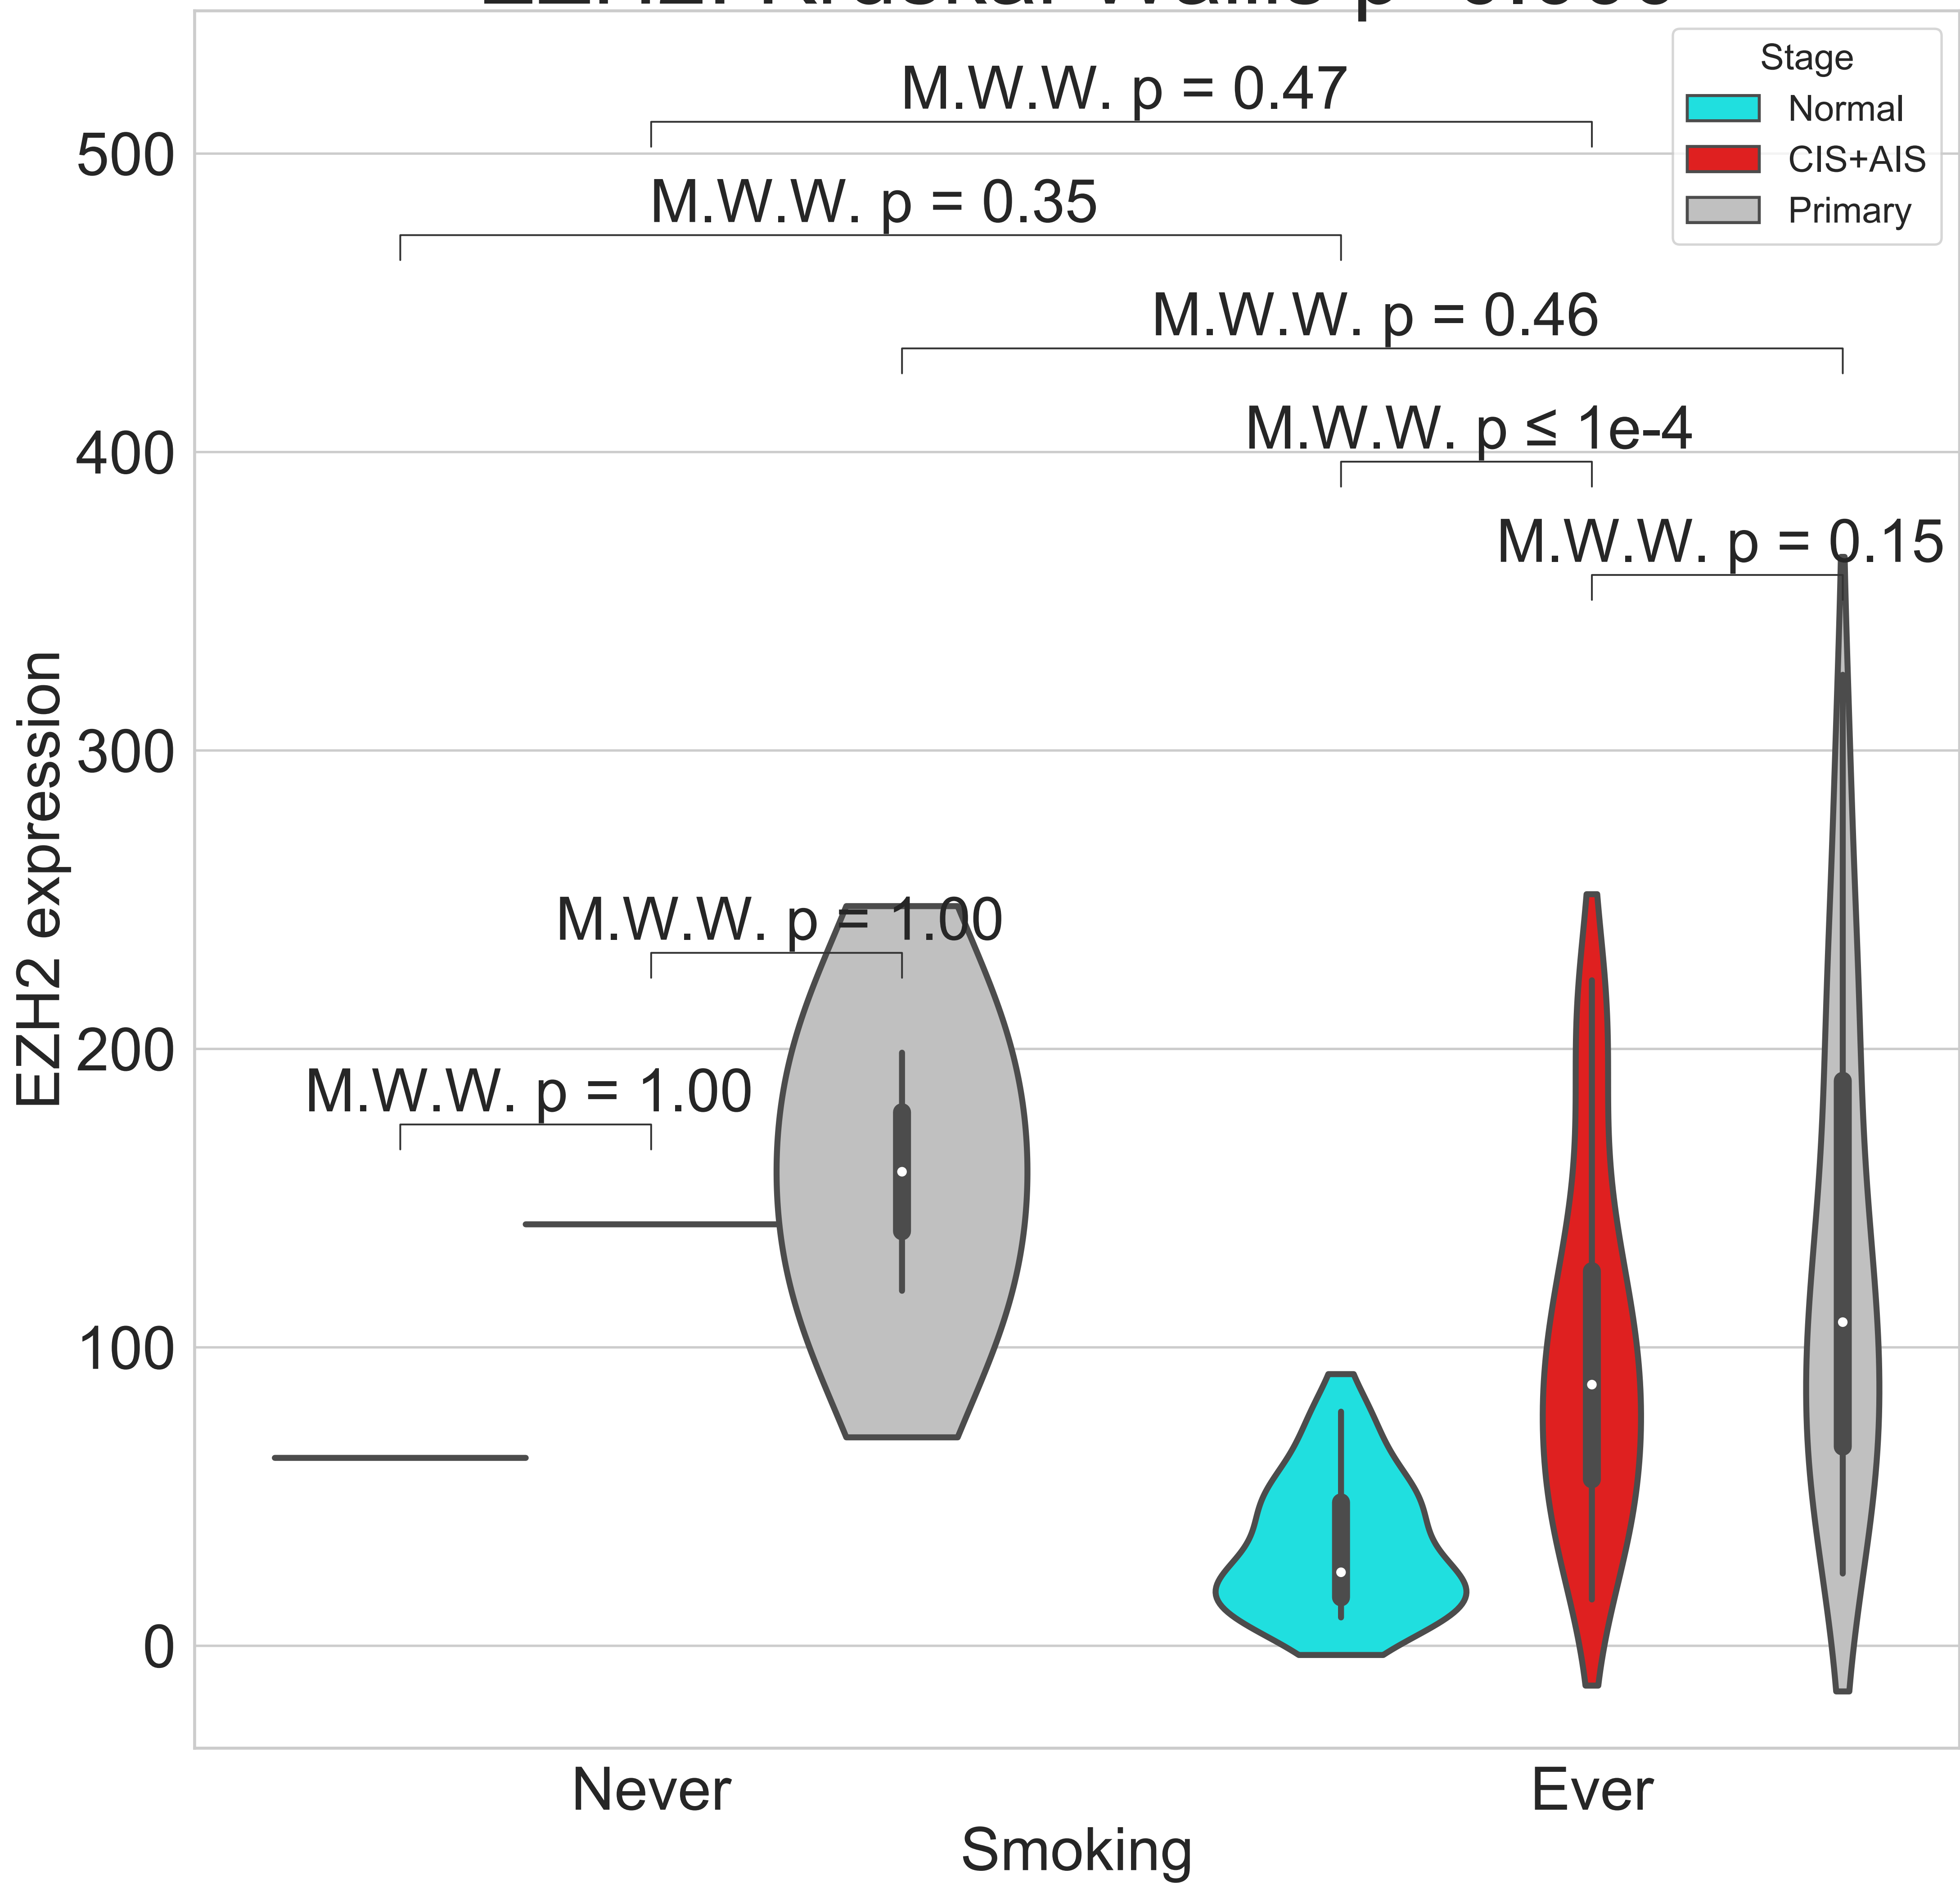 Stage
Normal
CIS+AIS
Primary
M.W.W. p = 0.47
M.W.W. p = 0.35
M.W.W. p = 0.46
M.W.W. p ≤ 1e-4
M.W.W. p = 0.15
M.W.W. p = 1.00
M.W.W. p = 1.00
500
400
300
200
100
0
EZH2 expression
Never
Ever
Smoking